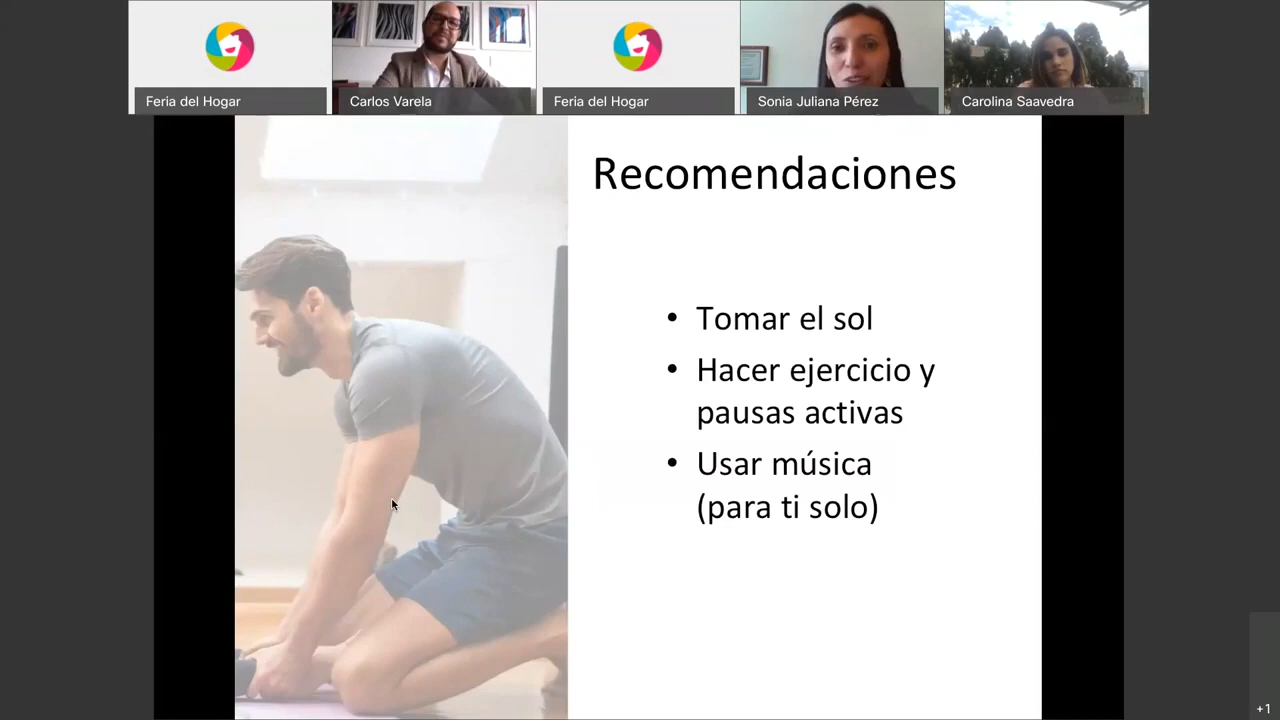 Feria del Hogar
Carlos Varela
Feria del Hogar
Sonia Juliana Pérez
Carolina Saavedra
Recomendaciones
• Tomar el sol
• Hacer ejercicio y
pausas activas
• Usar música
(para ti solo)
+1